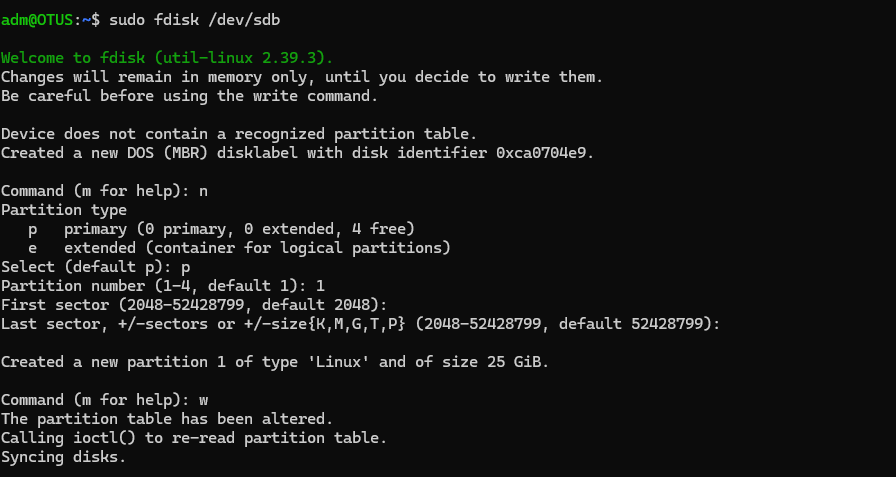 adm@OTUS:~$ sudo fdisk /dev/sdb
Welcome to fdisk (util-linux 2.39.3).
Changes will remain in memory only, until you decide to write them.
Be careful before using the write command.
Device does not contain a recognized partition table.
Created a new DOS (MBR) disklabel with disk identifier 0xca0704e9.
Command (m for help): n
Partition type
   p   primary (0 primary, 0 extended, 4 free)
   e   extended (container for logical partitions)
Select (default p): p
Partition number (1-4, default 1): 1
First sector (2048-52428799, default 2048):
Last sector, +/-sectors or +/-size{K,M,G,T,P} (2048-52428799, default 52428799):
Created a new partition 1 of type 'Linux' and of size 25 GiB.
Command (m for help): w
The partition table has been altered.
Calling ioctl() to re-read partition table.
Syncing disks.